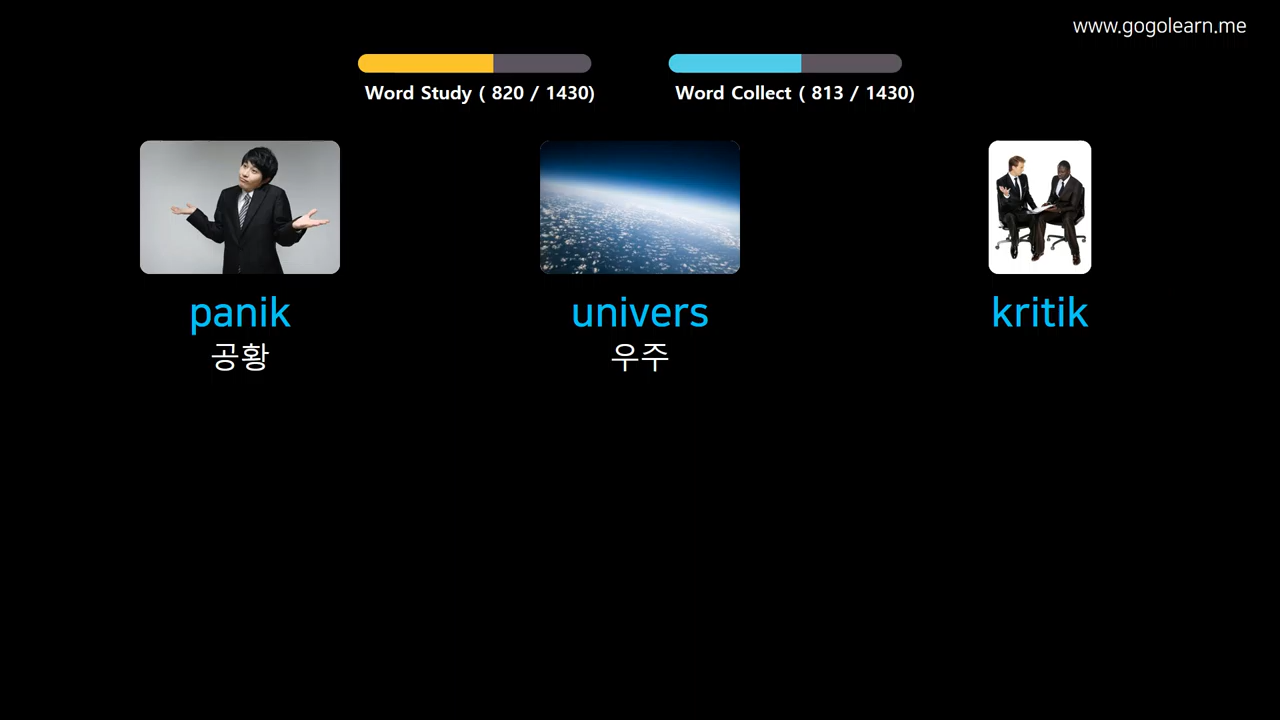 www.gogolearn.me
Word Study ( 820 / 1430)
Word Collect ( 813 / 1430)
panik
univers
kritik
공황
우주